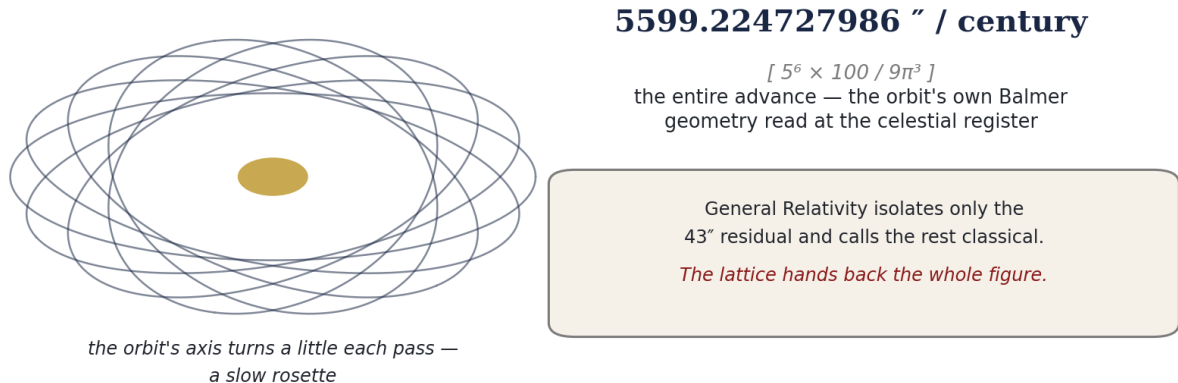 5599.224727986 ″ / century
[ 5⁶ × 100 / 9π³ ]
the entire advance — the orbit's own Balmer
geometry read at the celestial register
General Relativity isolates only the
43″ residual and calls the rest classical.
The lattice hands back the whole figure.
the orbit's axis turns a little each pass —
a slow rosette